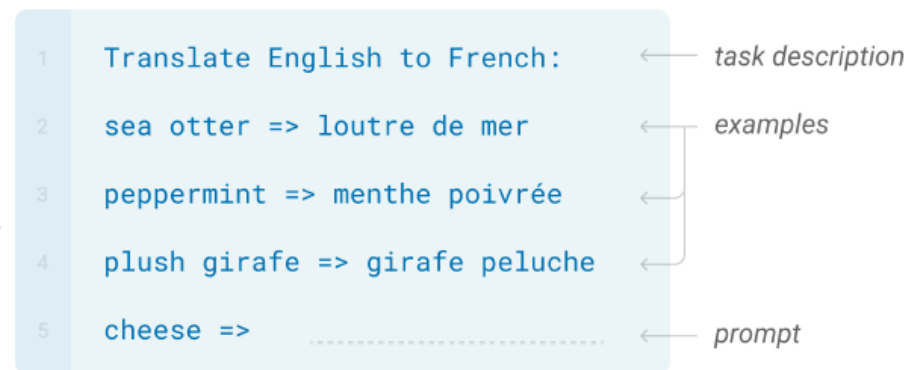 1 Translate English to French: task description
2 sea otter => loutre de mer examples
3 peppermint => menthe poivrée
4 plush girafe => girafe peluche
5 cheese => prompt